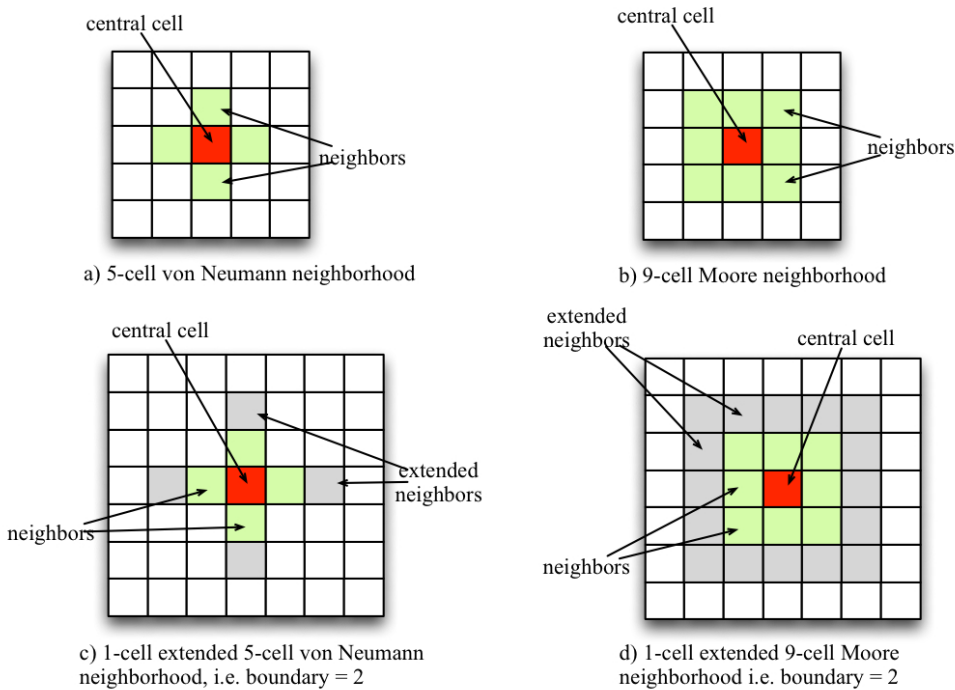 central cell
neighbors
a) 5-cell von Neumann neighborhood
central cell
neighbors
b) 9-cell Moore neighborhood
central cell
extended
neighbors
neighbors
c) 1-cell extended 5-cell von Neumann
neighborhood, i.e. boundary = 2
extended
neighbors
central cell
neighbors
d) 1-cell extended 9-cell Moore
neighborhood i.e. boundary = 2